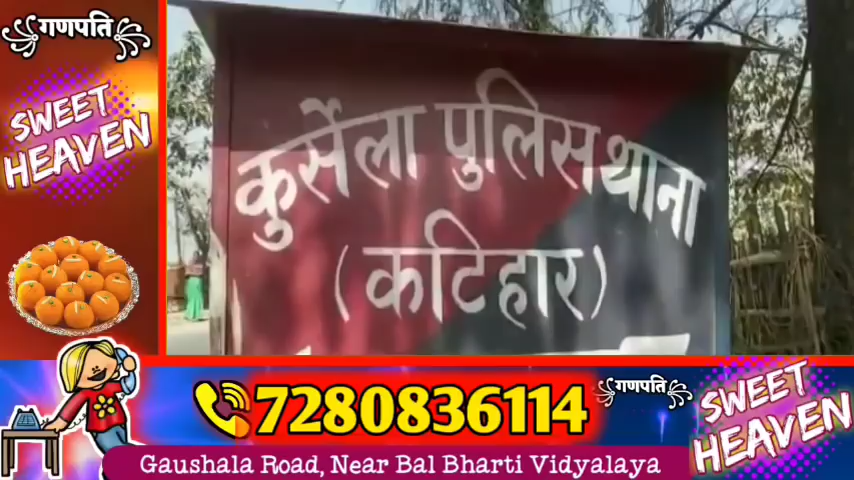 गणपति
SWEET
HEAVEN
कुर्सेला पुलिस थाना
(कटिहार)
7280836114
गणपति
SWEET
HEAVEN
Gaushala Road, Near Bal Bharti Vidyalaya